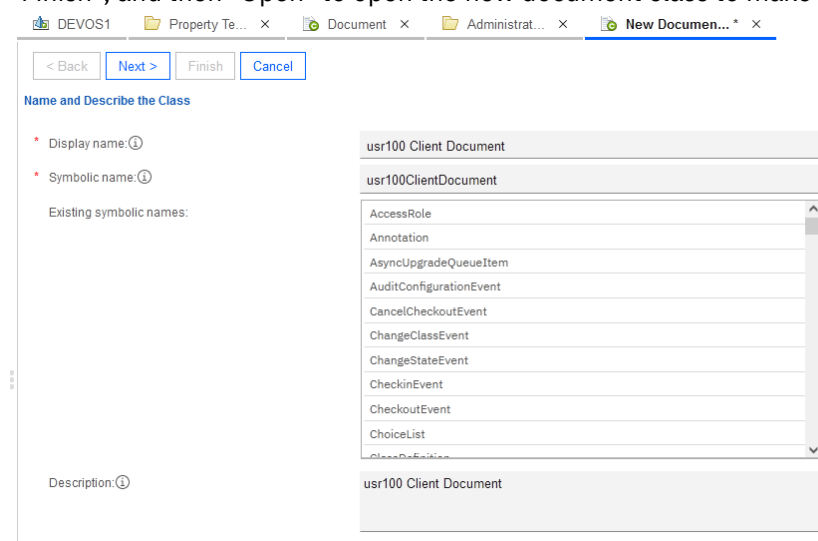 "Finish", and then "Open" to open the new document class to make
DEVOS1 Property Te... × Document × Administrat... × New Documen... * ×
< Back Next > Finish Cancel
Name and Describe the Class
* Display name: usr100 Client Document
* Symbolic name: usr100ClientDocument
Existing symbolic names:
AccessRole
Annotation
AsyncUpgradeQueueItem
AuditConfigurationEvent
CancelCheckoutEvent
ChangeClassEvent
ChangeStateEvent
CheckinEvent
CheckoutEvent
ChoiceList
ClassDefinition
Description: usr100 Client Document